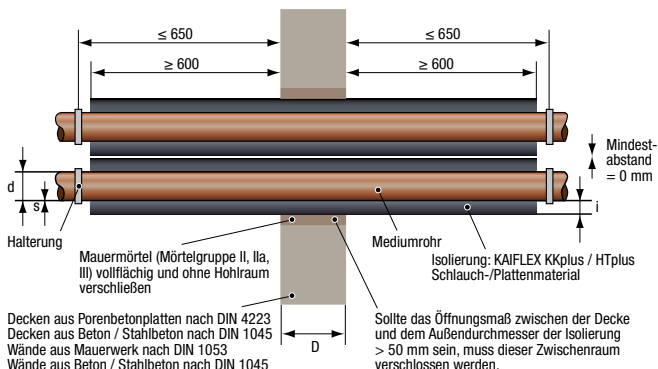 ≤ 650
≤ 650
≥ 600
≥ 600
Mindest-
abstand
= 0 mm
d
s
i
Halterung
Mauermörtel (Mörtelgruppe II, IIa,
III) vollflächig und ohne Hohlraum
verschließen
Mediumrohr
Isolierung: KAIFLEX KKplus / HTplus
Schlauch-/Plattenmaterial
Decken aus Porenbetonplatten nach DIN 4223
Decken aus Beton / Stahlbeton nach DIN 1045
Wände aus Mauerwerk nach DIN 1053
Wände aus Beton / Stahlbeton nach DIN 1045
D
Sollte das Öffnungsmaß zwischen der Decke
und dem Außendurchmesser der Isolierung
> 50 mm sein, muss dieser Zwischenraum
verschlossen werden.